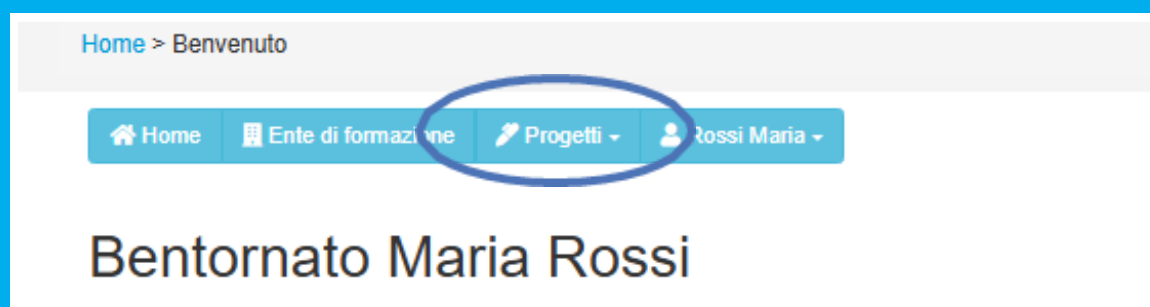 Home > Benvenuto
Home Ente di formazione Progetti Rossi Maria
Bentornato Maria Rossi